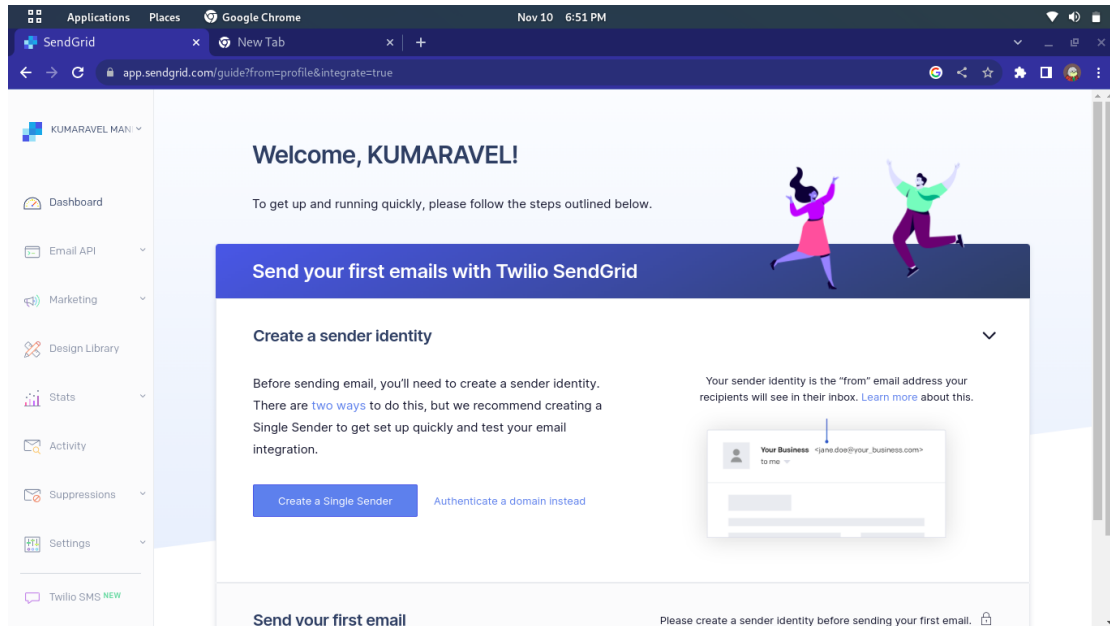 Applications Places Google Chrome Nov 10 6:51 PM
SendGrid New Tab
app.sendgrid.com/guide?from=profile&integrate=true
KUMARAVEL MAN
Dashboard
Email API
Marketing
Design Library
Stats
Activity
Suppressions
Settings
Twilio SMS NEW
Welcome, KUMARAVEL!
To get up and running quickly, please follow the steps outlined below.
Send your first emails with Twilio SendGrid
Create a sender identity
Before sending email, you'll need to create a sender identity.
There are two ways to do this, but we recommend creating a
Single Sender to get set up quickly and test your email
integration.
Create a Single Sender Authenticate a domain instead
Your sender identity is the “from” email address your
recipients will see in their inbox. Learn more about this.
Your Business <jane.doe@your_business.com>
to me
Send your first email
Please create a sender identity before sending your first email.